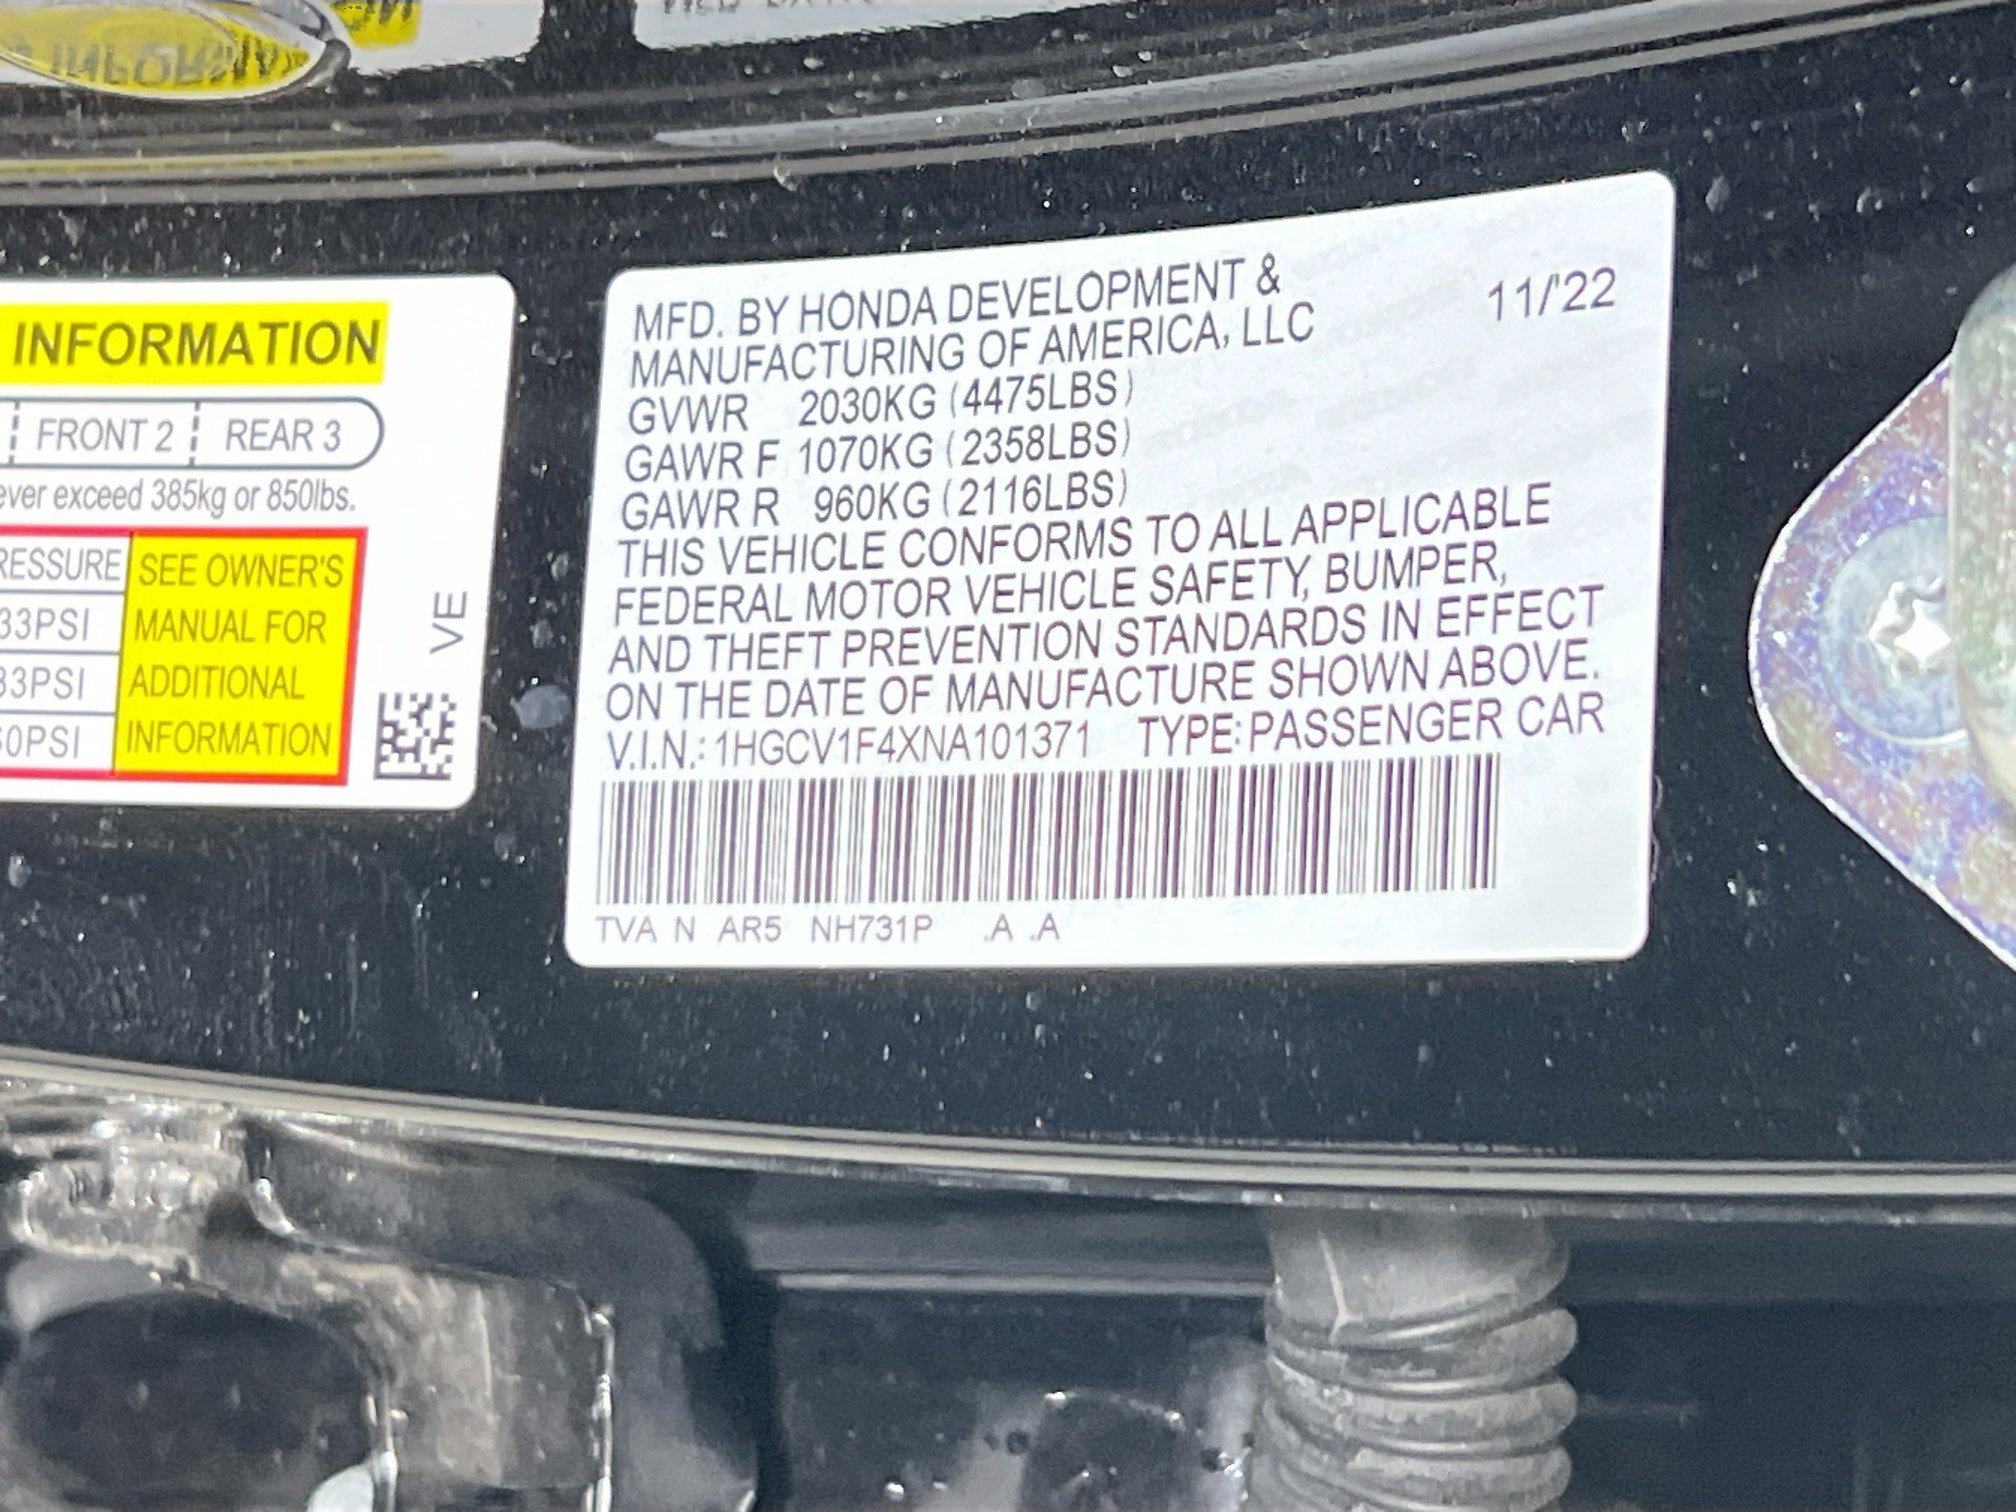 INFORMATION
FRONT 2 REAR 3
ever exceed 385kg or 850lbs.
RESSURE SEE OWNER'S
33PSI MANUAL FOR
33PSI ADDITIONAL
60PSI INFORMATION
VE
MFD. BY HONDA DEVELOPMENT & 11/'22
MANUFACTURING OF AMERICA, LLC
GVWR 2030KG (4475LBS)
GAWR F 1070KG (2358LBS)
GAWR R 960KG (2116LBS)
THIS VEHICLE CONFORMS TO ALL APPLICABLE
FEDERAL MOTOR VEHICLE SAFETY, BUMPER,
AND THEFT PREVENTION STANDARDS IN EFFECT
ON THE DATE OF MANUFACTURE SHOWN ABOVE.
V.I.N.: 1HGCV1F4XNA101371 TYPE: PASSENGER CAR
TVA N AR5 NH731P .A .A